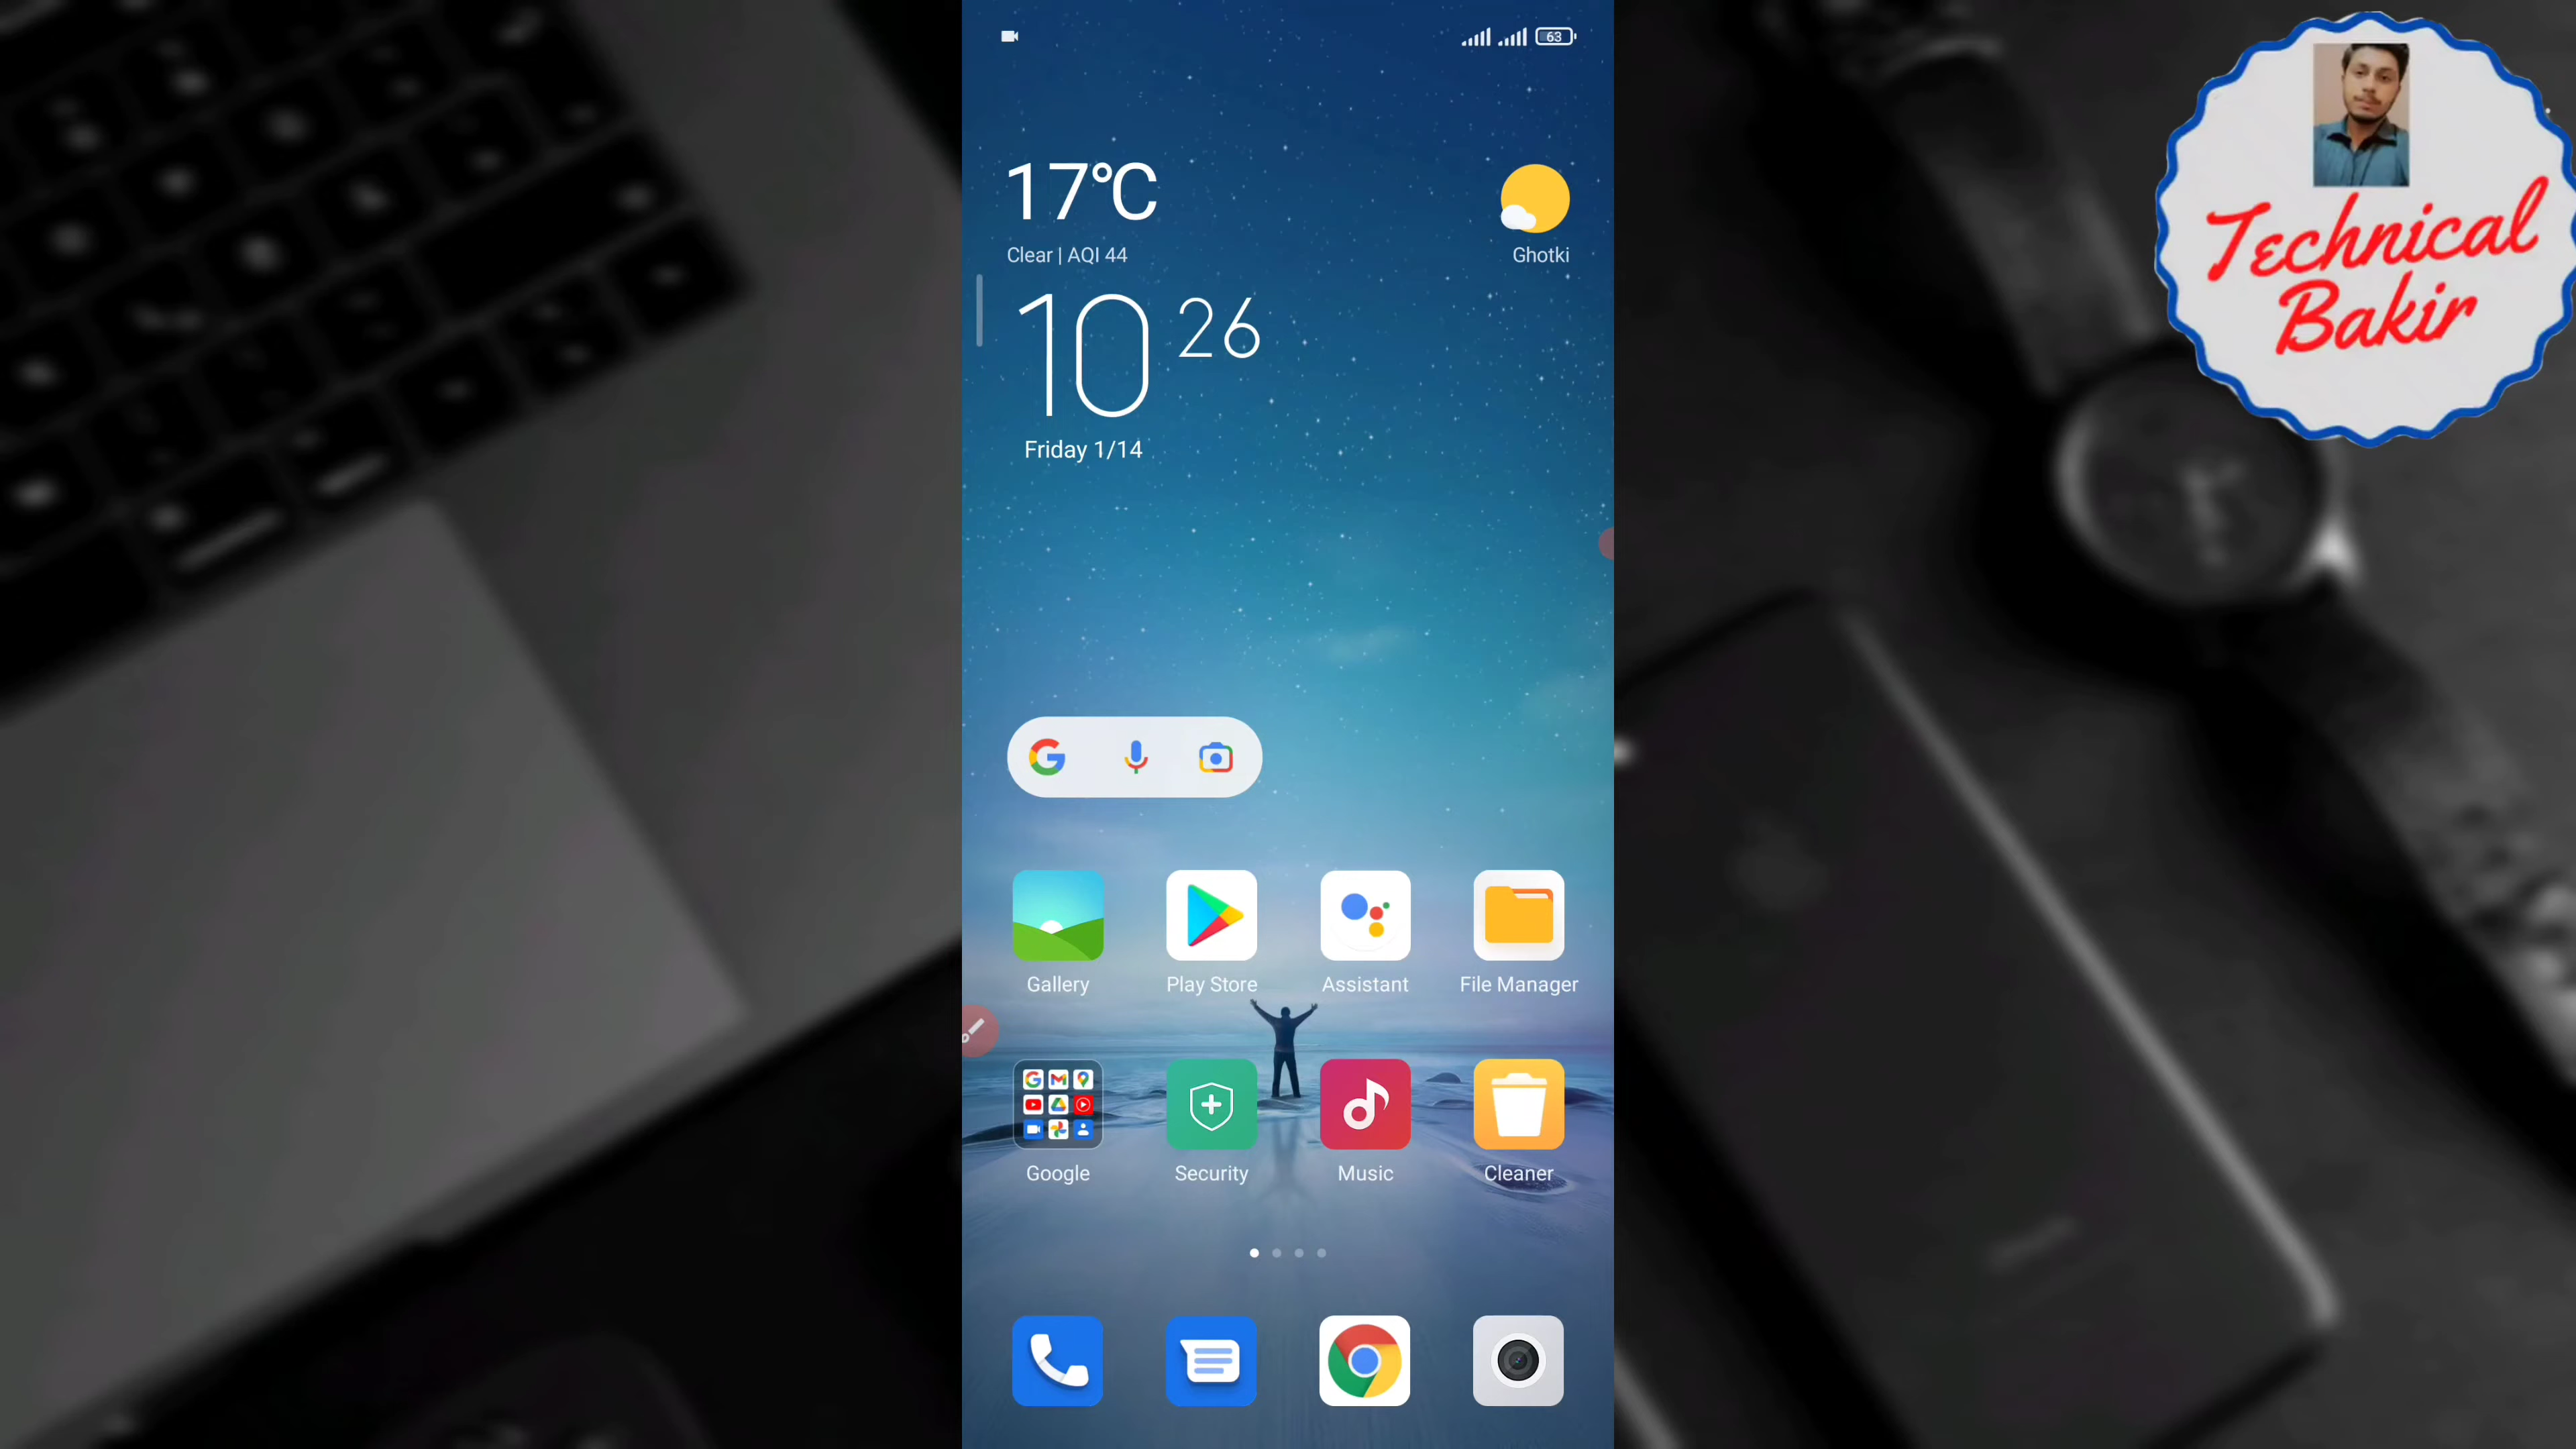 63
17°C
Clear | AQI 44
Ghotki
10 26
Friday 1/14
Gallery
Play Store
Assistant
File Manager
Google
Security
Music
Cleaner
Technical
Bakir